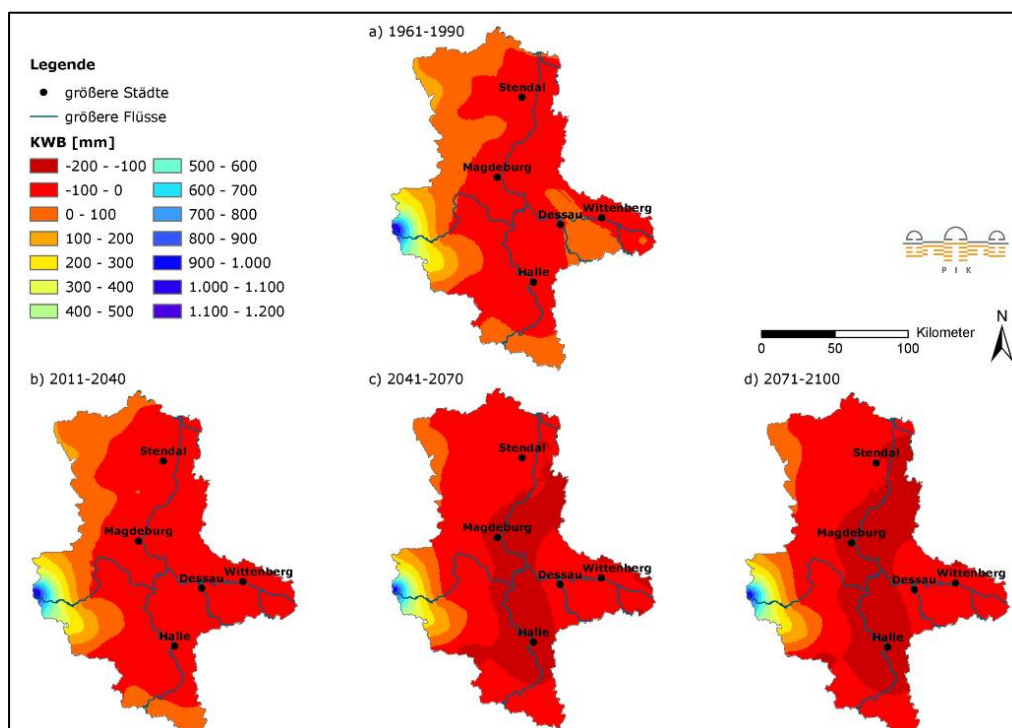 a) 1961-1990
Legende
größere Städte
größere Flüsse
KWB [mm]
-200 - -100
500 - 600
-100 - 0
600 - 700
0 - 100
700 - 800
100 - 200
800 - 900
200 - 300
900 - 1.000
300 - 400
1.000 - 1.100
400 - 500
1.100 - 1.200
Stendal
Magdeburg
Dessau
Wittenberg
Halle
P I K
N
Kilometer
0 50 100
b) 2011-2040
Stendal
Magdeburg
Dessau
Wittenberg
Halle
c) 2041-2070
Stendal
Magdeburg
Dessau
Wittenberg
Halle
d) 2071-2100
Stendal
Magdeburg
Dessau
Wittenberg
Halle